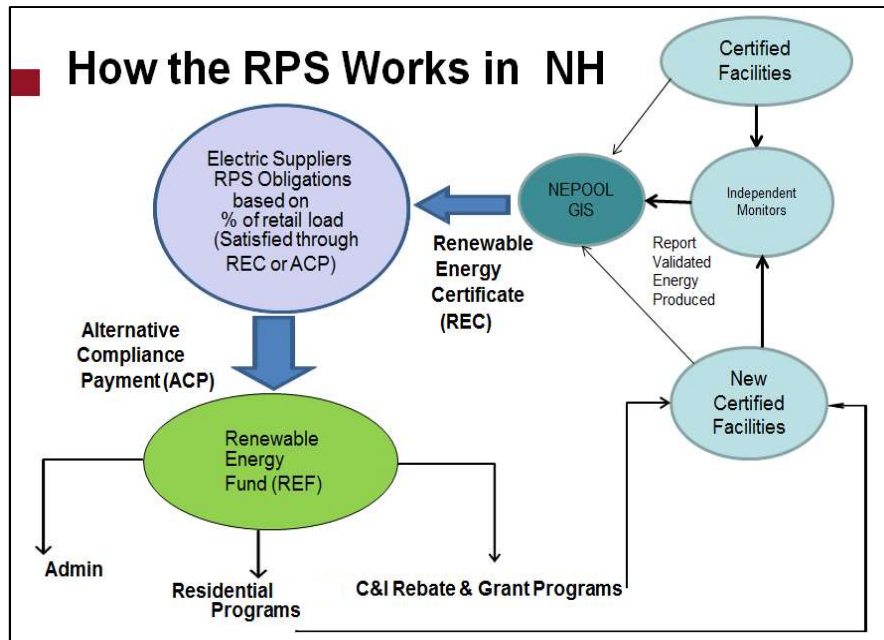 How the RPS Works in NH
Certified
Facilities
Electric Suppliers
RPS Obligations
based on
% of retail load
(Satisfied through
REC or ACP)
NEPOOL
GIS
Independent
Monitors
Renewable
Energy
Certificate
(REC)
Report
Validated
Energy
Produced
Alternative
Compliance
Payment (ACP)
New
Certified
Facilities
Renewable
Energy
Fund (REF)
Admin
Residential
Programs
C&I Rebate & Grant Programs